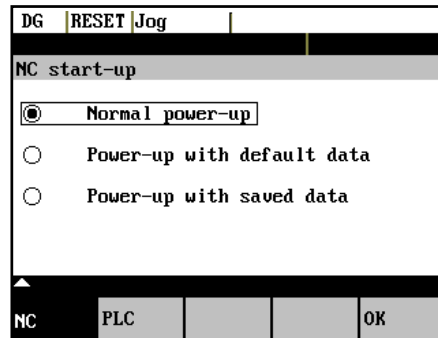 DG RESET Jog
NC start-up
Normal power-up
Power-up with default data
Power-up with saved data
NC PLC OK